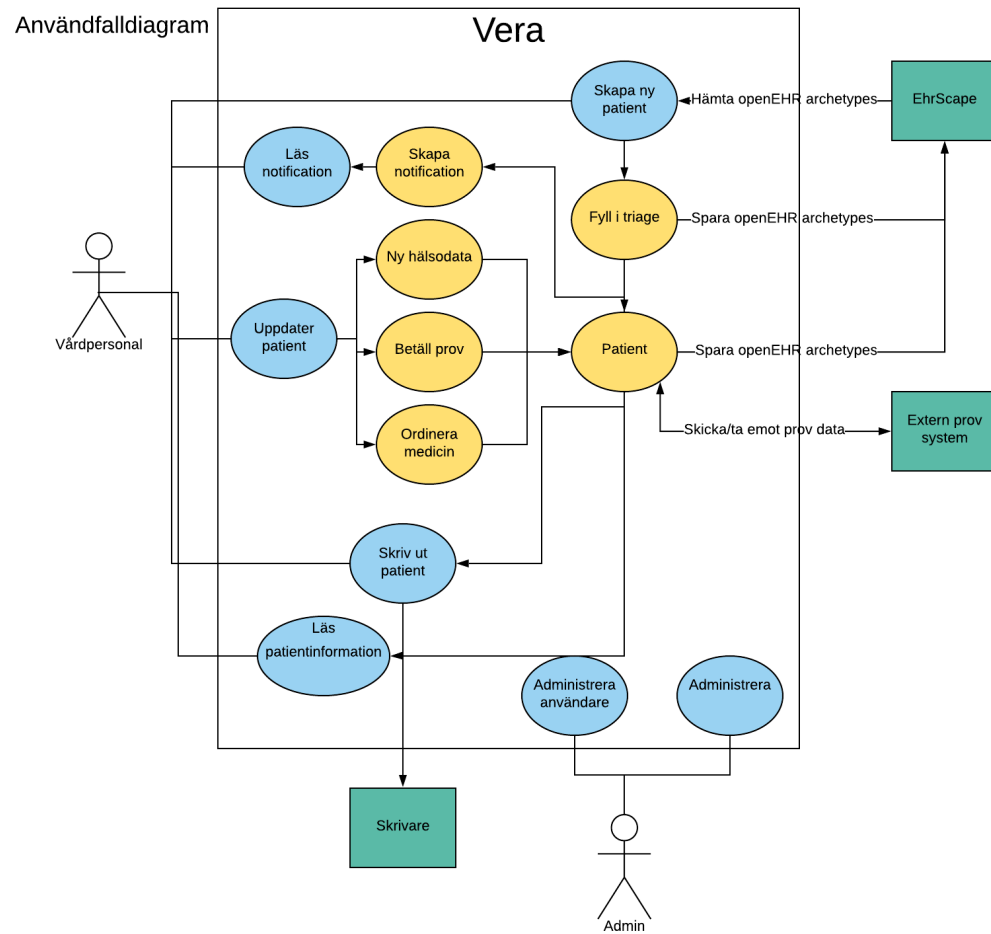 Användfalldiagram
Vera
Skapa ny
patient
Hämta openEHR archetypes
EhrScape
Läs
notification
Skapa
notification
Fyll i triage
Spara openEHR archetypes
Ny hälsodata
Vårdpersonal
Uppdater
patient
Betäll prov
Patient
Spara openEHR archetypes
Ordinera
medicin
Skicka/ta emot prov data
Extern prov
system
Skriv ut
patient
Läs
patientinformation
Administrera
användare
Administrera
Skrivare
Admin